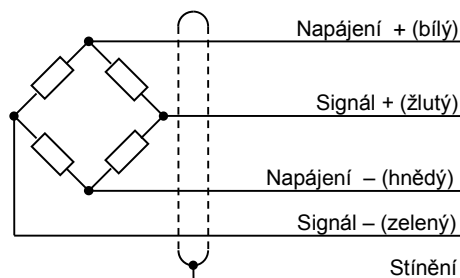 Napájení + (bílý)
Signál + (žlutý)
Napájení – (hnědý)
Signál – (zelený)
Stínění